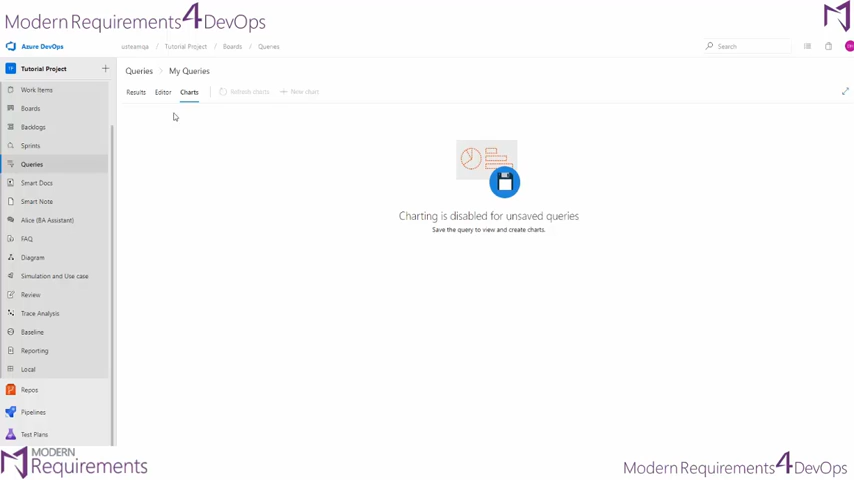 Modern Requirements4DevOps
Azure DevOps
/ Tutorial Project / Boards / Queries
Search
TP Tutorial Project +
Queries > My Queries
Work Items
Results Editor Charts Refresh charts + New chart
Boards
Backlogs
Sprints
Queries
Smart Docs
Smart Note
Charting is disabled for unsaved queries
Alice (BA Assistant)
Save the query to view and create charts.
FAQ
Diagram
Simulation and Use case
Review
Trace Analysis
Baseline
Reporting
Local
Repos
Pipelines
Test Plans
MODERN
Requirements
Modern Requirements4DevOps